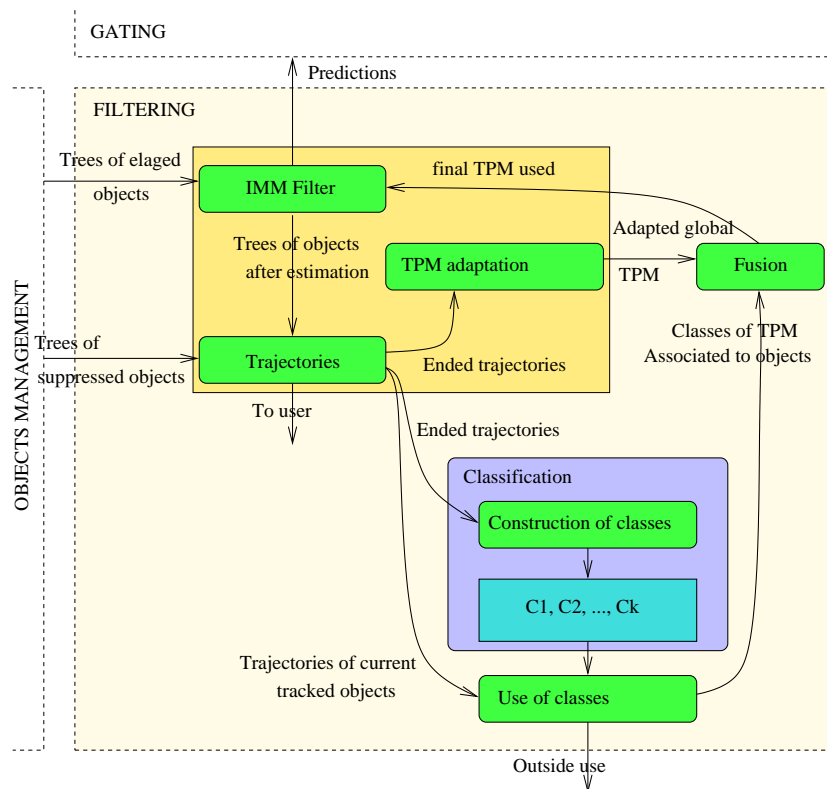 GATING
Predictions
FILTERING
Trees of elaged
objects
IMM Filter
final TPM used
Trees of objects
after estimation
TPM adaptation
Adapted global
TPM
Fusion
OBJECTS MANAGEMENT
Trees of
suppressed objects
Trajectories
Ended trajectories
Classes of TPM
Associated to objects
To user
Ended trajectories
Classification
Construction of classes
C1, C2, ..., Ck
Trajectories of current
tracked objects
Use of classes
Outside use